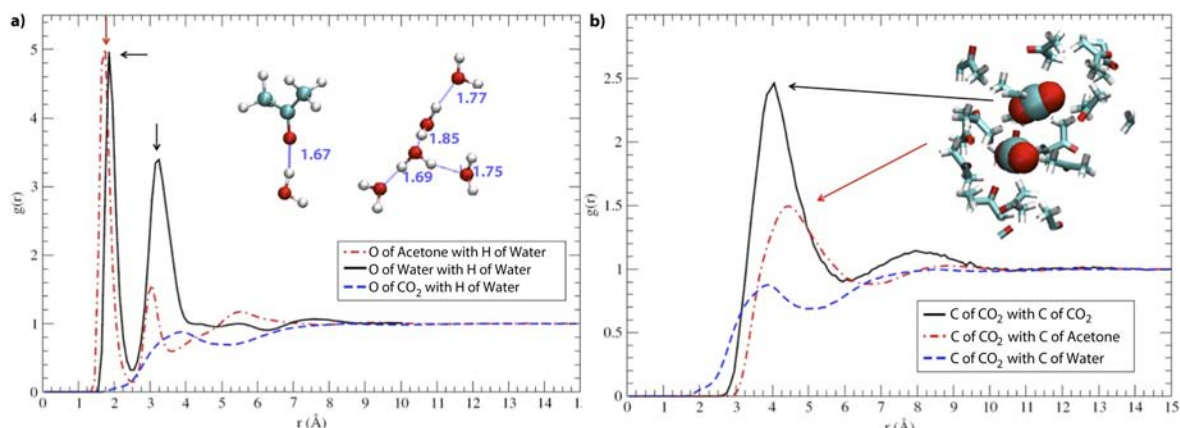 a)
5
4
3
2
1
0
g(r)
1.67
1.77
1.85
1.69
1.75
O of Acetone with H of Water
O of Water with H of Water
O of CO2 with H of Water
0 1 2 3 4 5 6 7 8 9 10 11 12 13 14 1.
r (Å)
b)
2.5
2
1.5
1
0.5
0
g(r)
C of CO2 with C of CO2
C of CO2 with C of Acetone
C of CO2 with C of Water
0 1 2 3 4 5 6 7 8 9 10 11 12 13 14 15
r (Å)